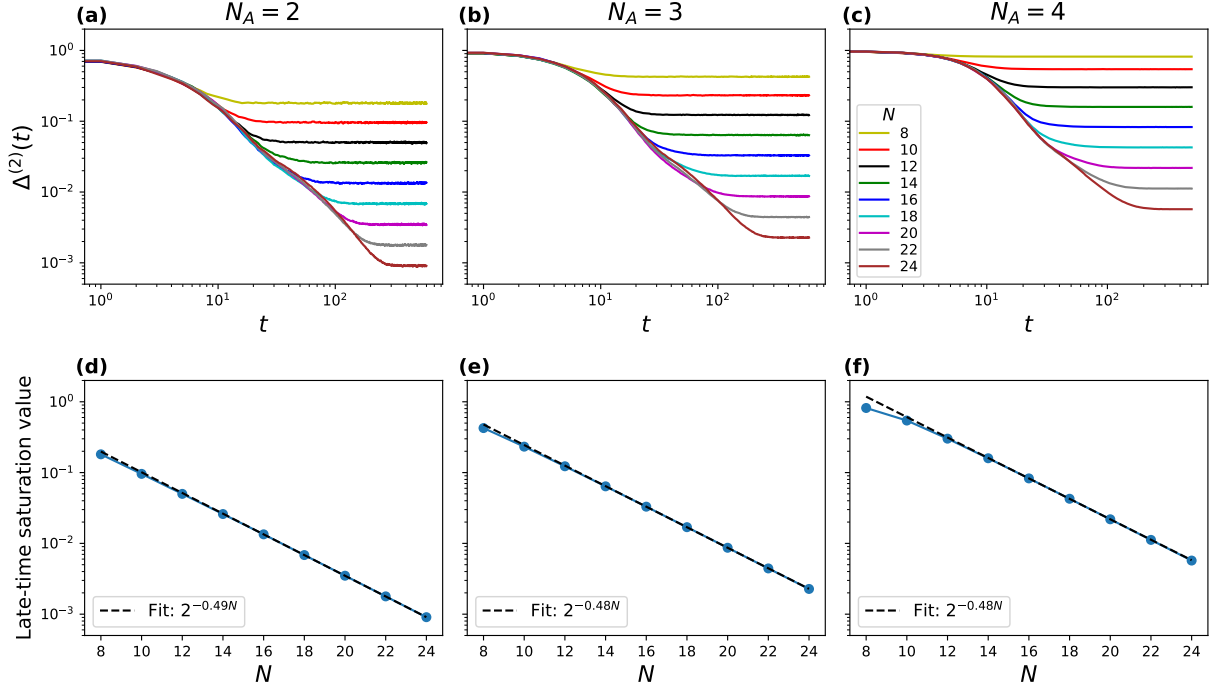 (a) N_A = 2
(b) N_A = 3
(c) N_A = 4
Δ^(2)(t)
10^0
10^-1
10^-2
10^-3
10^0 10^1 10^2
t
10^0 10^1 10^2
t
10^0 10^1 10^2
t
N
8
10
12
14
16
18
20
22
24
(d)
(e)
(f)
Late-time saturation value
10^0
10^-1
10^-2
10^-3
Fit: 2^-0.49N
Fit: 2^-0.48N
Fit: 2^-0.48N
8 10 12 14 16 18 20 22 24
N
8 10 12 14 16 18 20 22 24
N
8 10 12 14 16 18 20 22 24
N